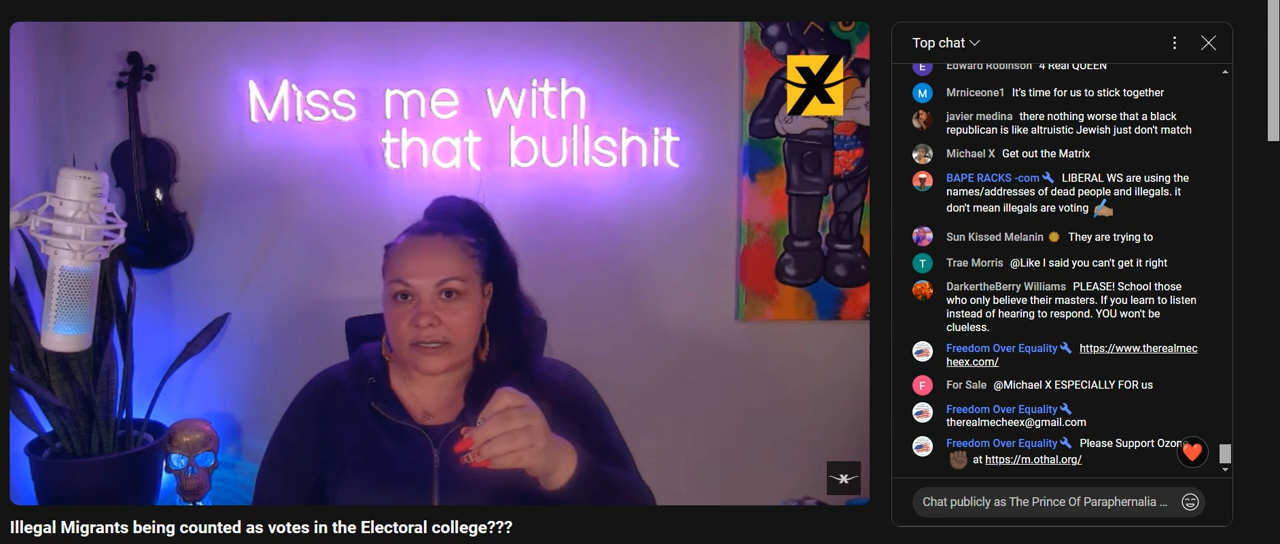 Miss me with
that bullshit
X
Illegal Migrants being counted as votes in the Electoral college???
Top chat
E Edward Robinson 4 Real QUEEN
M Mrniceone1 It's time for us to stick together
javier medina there nothing worse that a black
republican is like altruistic Jewish just don't match
Michael X Get out the Matrix
BAPE RACKS -com LIBERAL WS are using the
names/addresses of dead people and illegals. it
don't mean illegals are voting
Sun Kissed Melanin They are trying to
T Trae Morris @Like I said you can't get it right
DarkertheBerry Williams PLEASE! School those
who only believe their masters. If you learn to listen
instead of hearing to respond. YOU won't be
clueless.
Freedom Over Equality https://www.therealmec
heex.com/
F For Sale @Michael X ESPECIALLY FOR us
Freedom Over Equality
therealmecheex@gmail.com
Freedom Over Equality Please Support Ozon
at https://m.othal.org/
Chat publicly as The Prince Of Paraphernalia ...